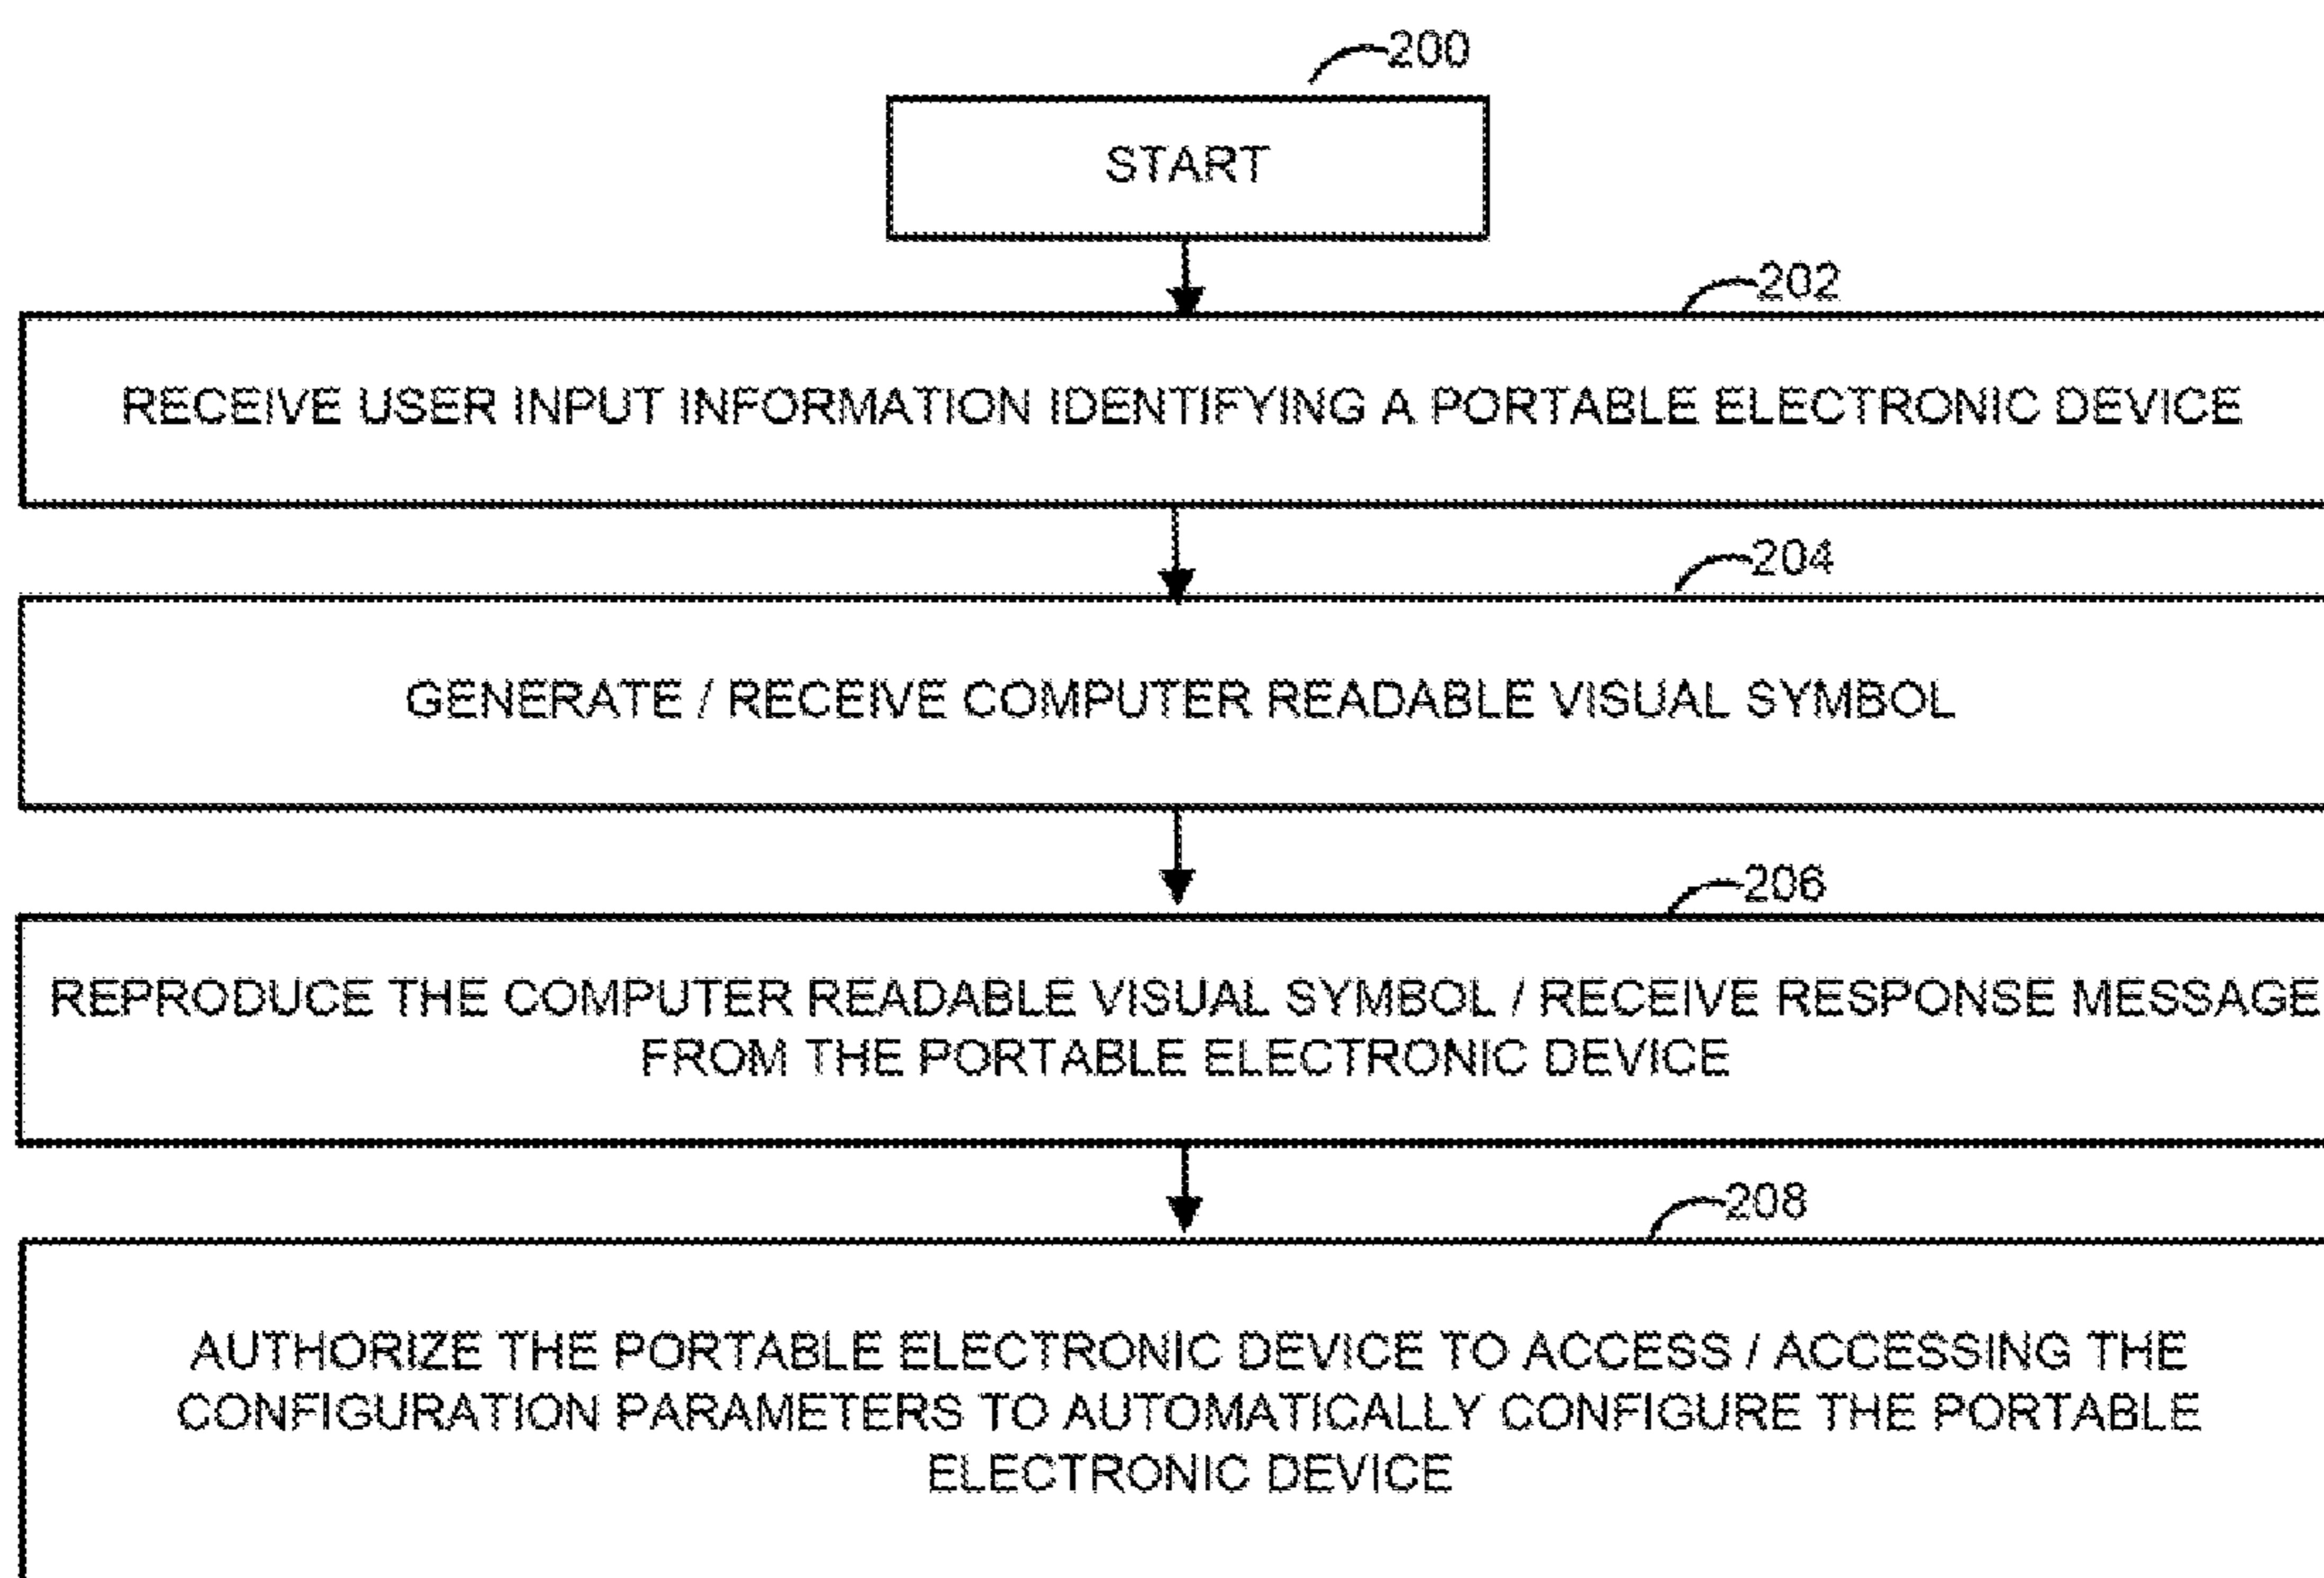 200
START
202
RECEIVE USER INPUT INFORMATION IDENTIFYING A PORTABLE ELECTRONIC DEVICE
204
GENERATE / RECEIVE COMPUTER READABLE VISUAL SYMBOL
206
REPRODUCE THE COMPUTER READABLE VISUAL SYMBOL / RECEIVE RESPONSE MESSAGE
FROM THE PORTABLE ELECTRONIC DEVICE
208
AUTHORIZE THE PORTABLE ELECTRONIC DEVICE TO ACCESS / ACCESSING THE
CONFIGURATION PARAMETERS TO AUTOMATICALLY CONFIGURE THE PORTABLE
ELECTRONIC DEVICE